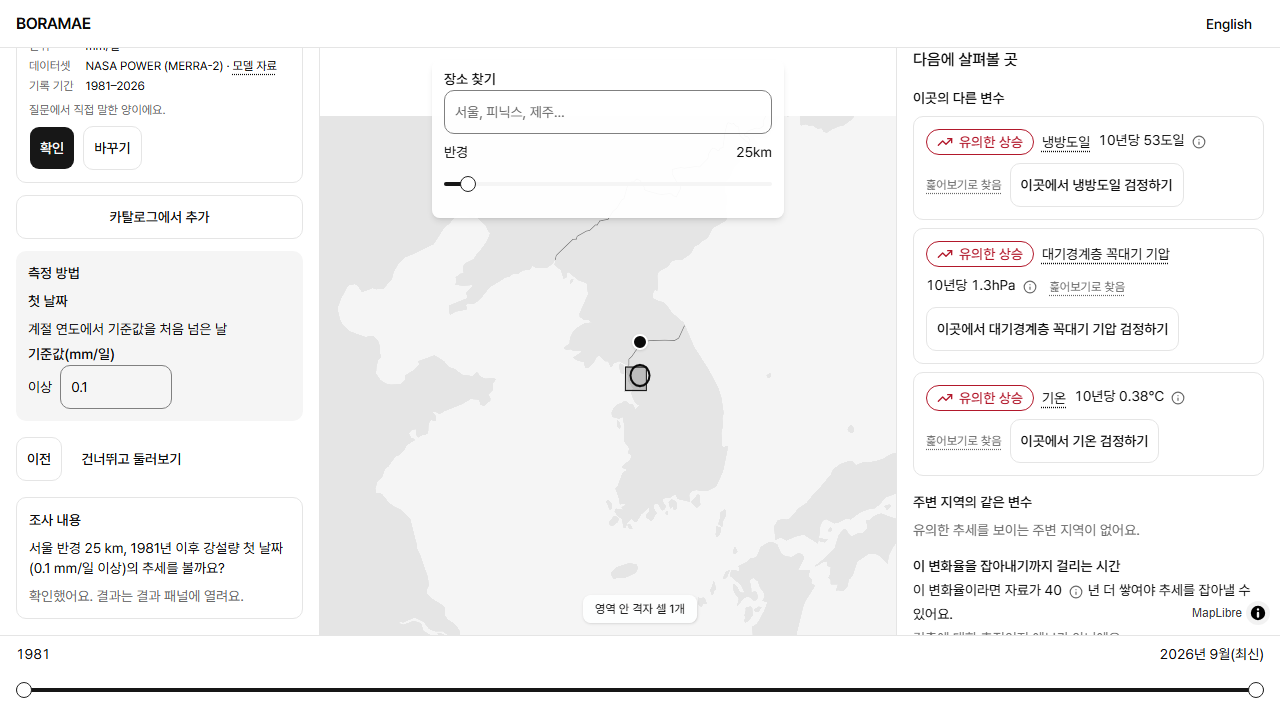 BORAMAE
English
데이터셋 NASA POWER (MERRA-2) · 모델 자료
기록 기간 1981–2026
질문에서 직접 말한 양이에요.
확인 바꾸기
카탈로그에서 추가
측정 방법
첫 날짜
계절 연도에서 기준값을 처음 넘은 날
기준값(mm/일)
이상 0.1
이전 건너뛰고 둘러보기
조사 내용
서울 반경 25 km, 1981년 이후 강설량 첫 날짜
(0.1 mm/일 이상)의 추세를 볼까요?
확인했어요. 결과는 결과 패널에 열려요.
장소 찾기
서울, 피닉스, 제주...
반경 25km
영역 안 격자 셀 1개
다음에 살펴볼 곳
이곳의 다른 변수
유의한 상승 냉방도일 10년당 53도일
훑어보기로 찾음 이곳에서 냉방도일 검정하기
유의한 상승 대기경계층 꼭대기 기압
10년당 1.3hPa 훑어보기로 찾음
이곳에서 대기경계층 꼭대기 기압 검정하기
유의한 상승 기온 10년당 0.38°C
훑어보기로 찾음 이곳에서 기온 검정하기
주변 지역의 같은 변수
유의한 추세를 보이는 주변 지역이 없어요.
이 변화율을 잡아내기까지 걸리는 시간
이 변화율이라면 자료가 40 년 더 쌓여야 추세를 잡아낼 수
있어요.
MapLibre
1981
2026년 9월(최신)